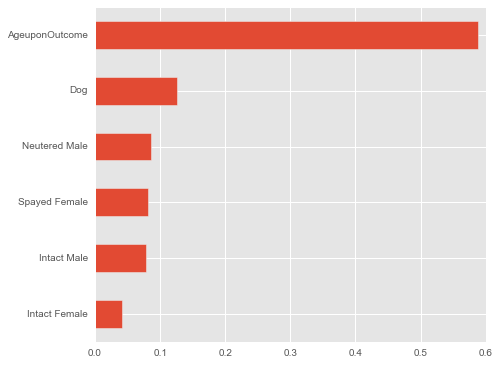 AgeuponOutcome
Dog
Neutered Male
Spayed Female
Intact Male
Intact Female
0.0 0.1 0.2 0.3 0.4 0.5 0.6